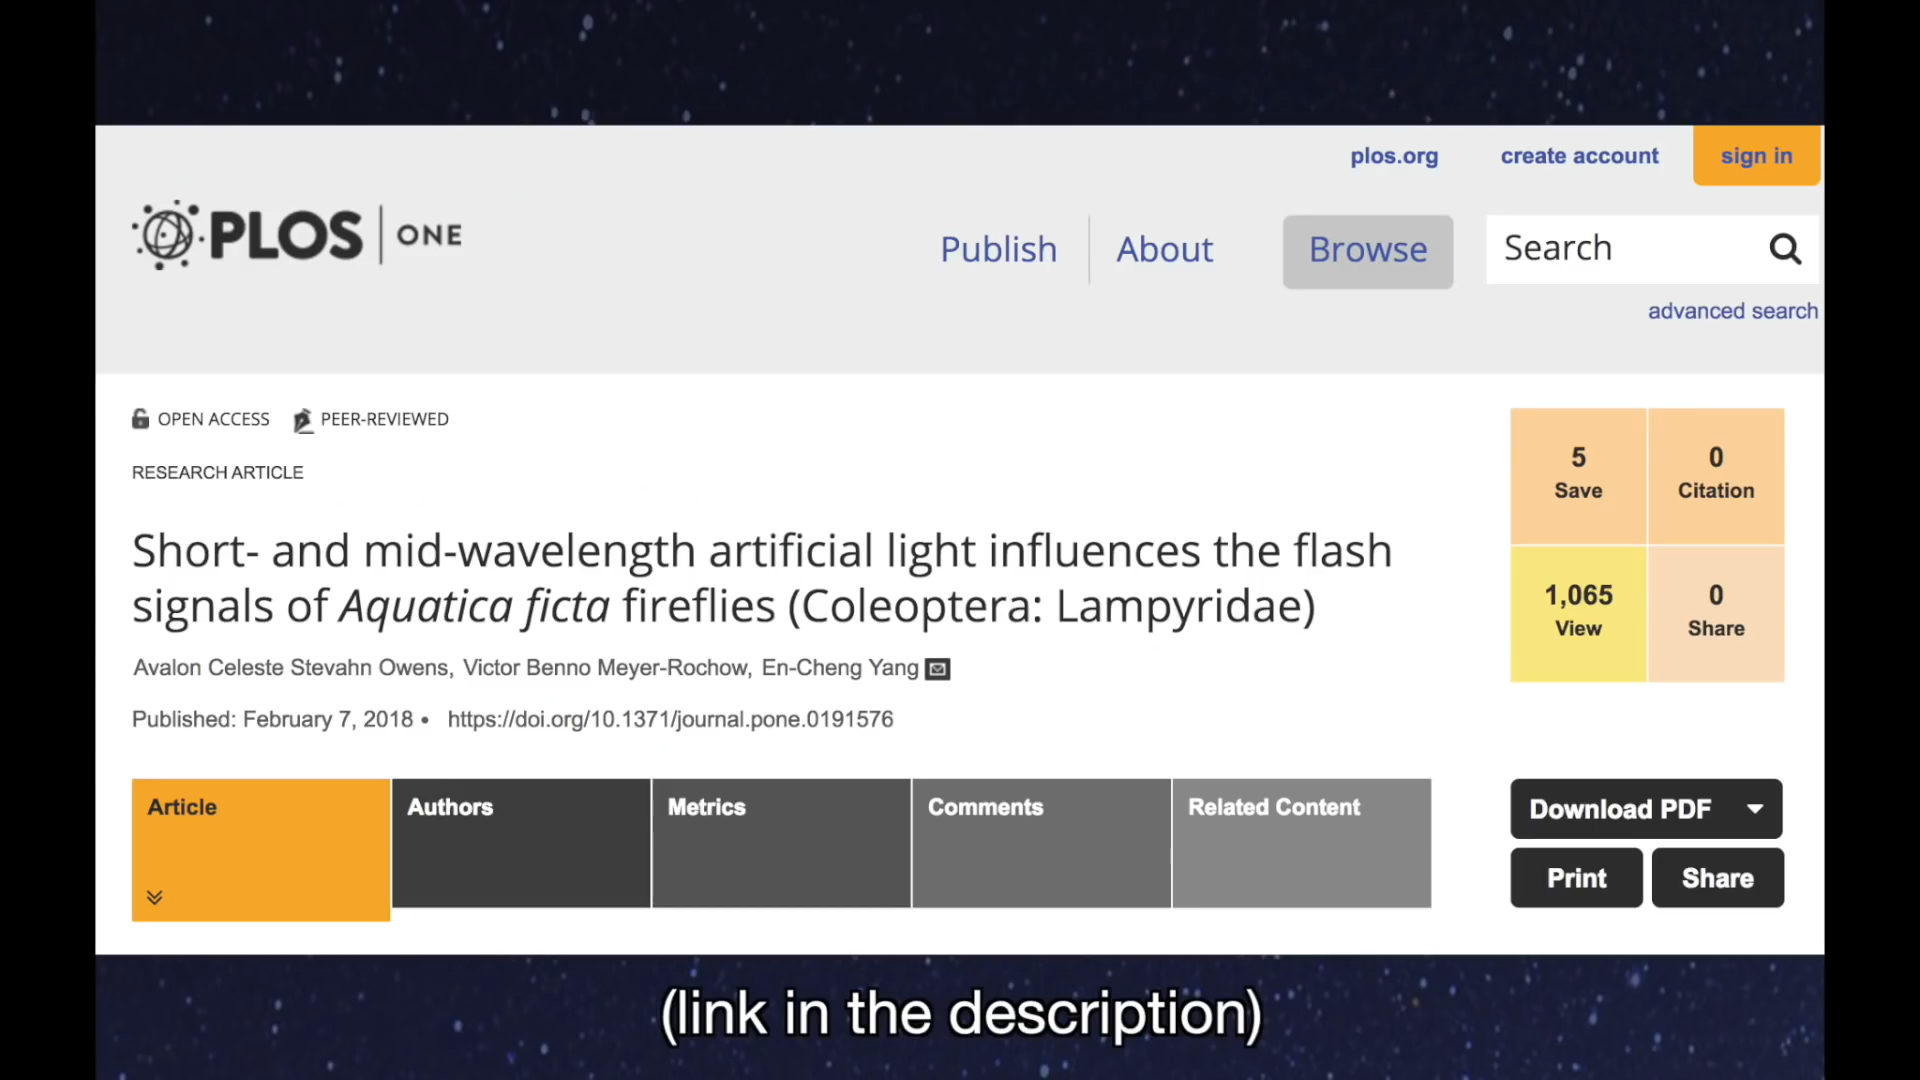 plos.org
create account
sign in
PLOS ONE
Publish
About
Browse
Search
advanced search
OPEN ACCESS
PEER-REVIEWED
RESEARCH ARTICLE
5
Save
0
Citation
1,065
View
0
Share
Short- and mid-wavelength artificial light influences the flash
signals of Aquatica ficta fireflies (Coleoptera: Lampyridae)
Avalon Celeste Stevahn Owens, Victor Benno Meyer-Rochow, En-Cheng Yang
Published: February 7, 2018 • https://doi.org/10.1371/journal.pone.0191576
Article
Authors
Metrics
Comments
Related Content
Download PDF
Print
Share
(link in the description)